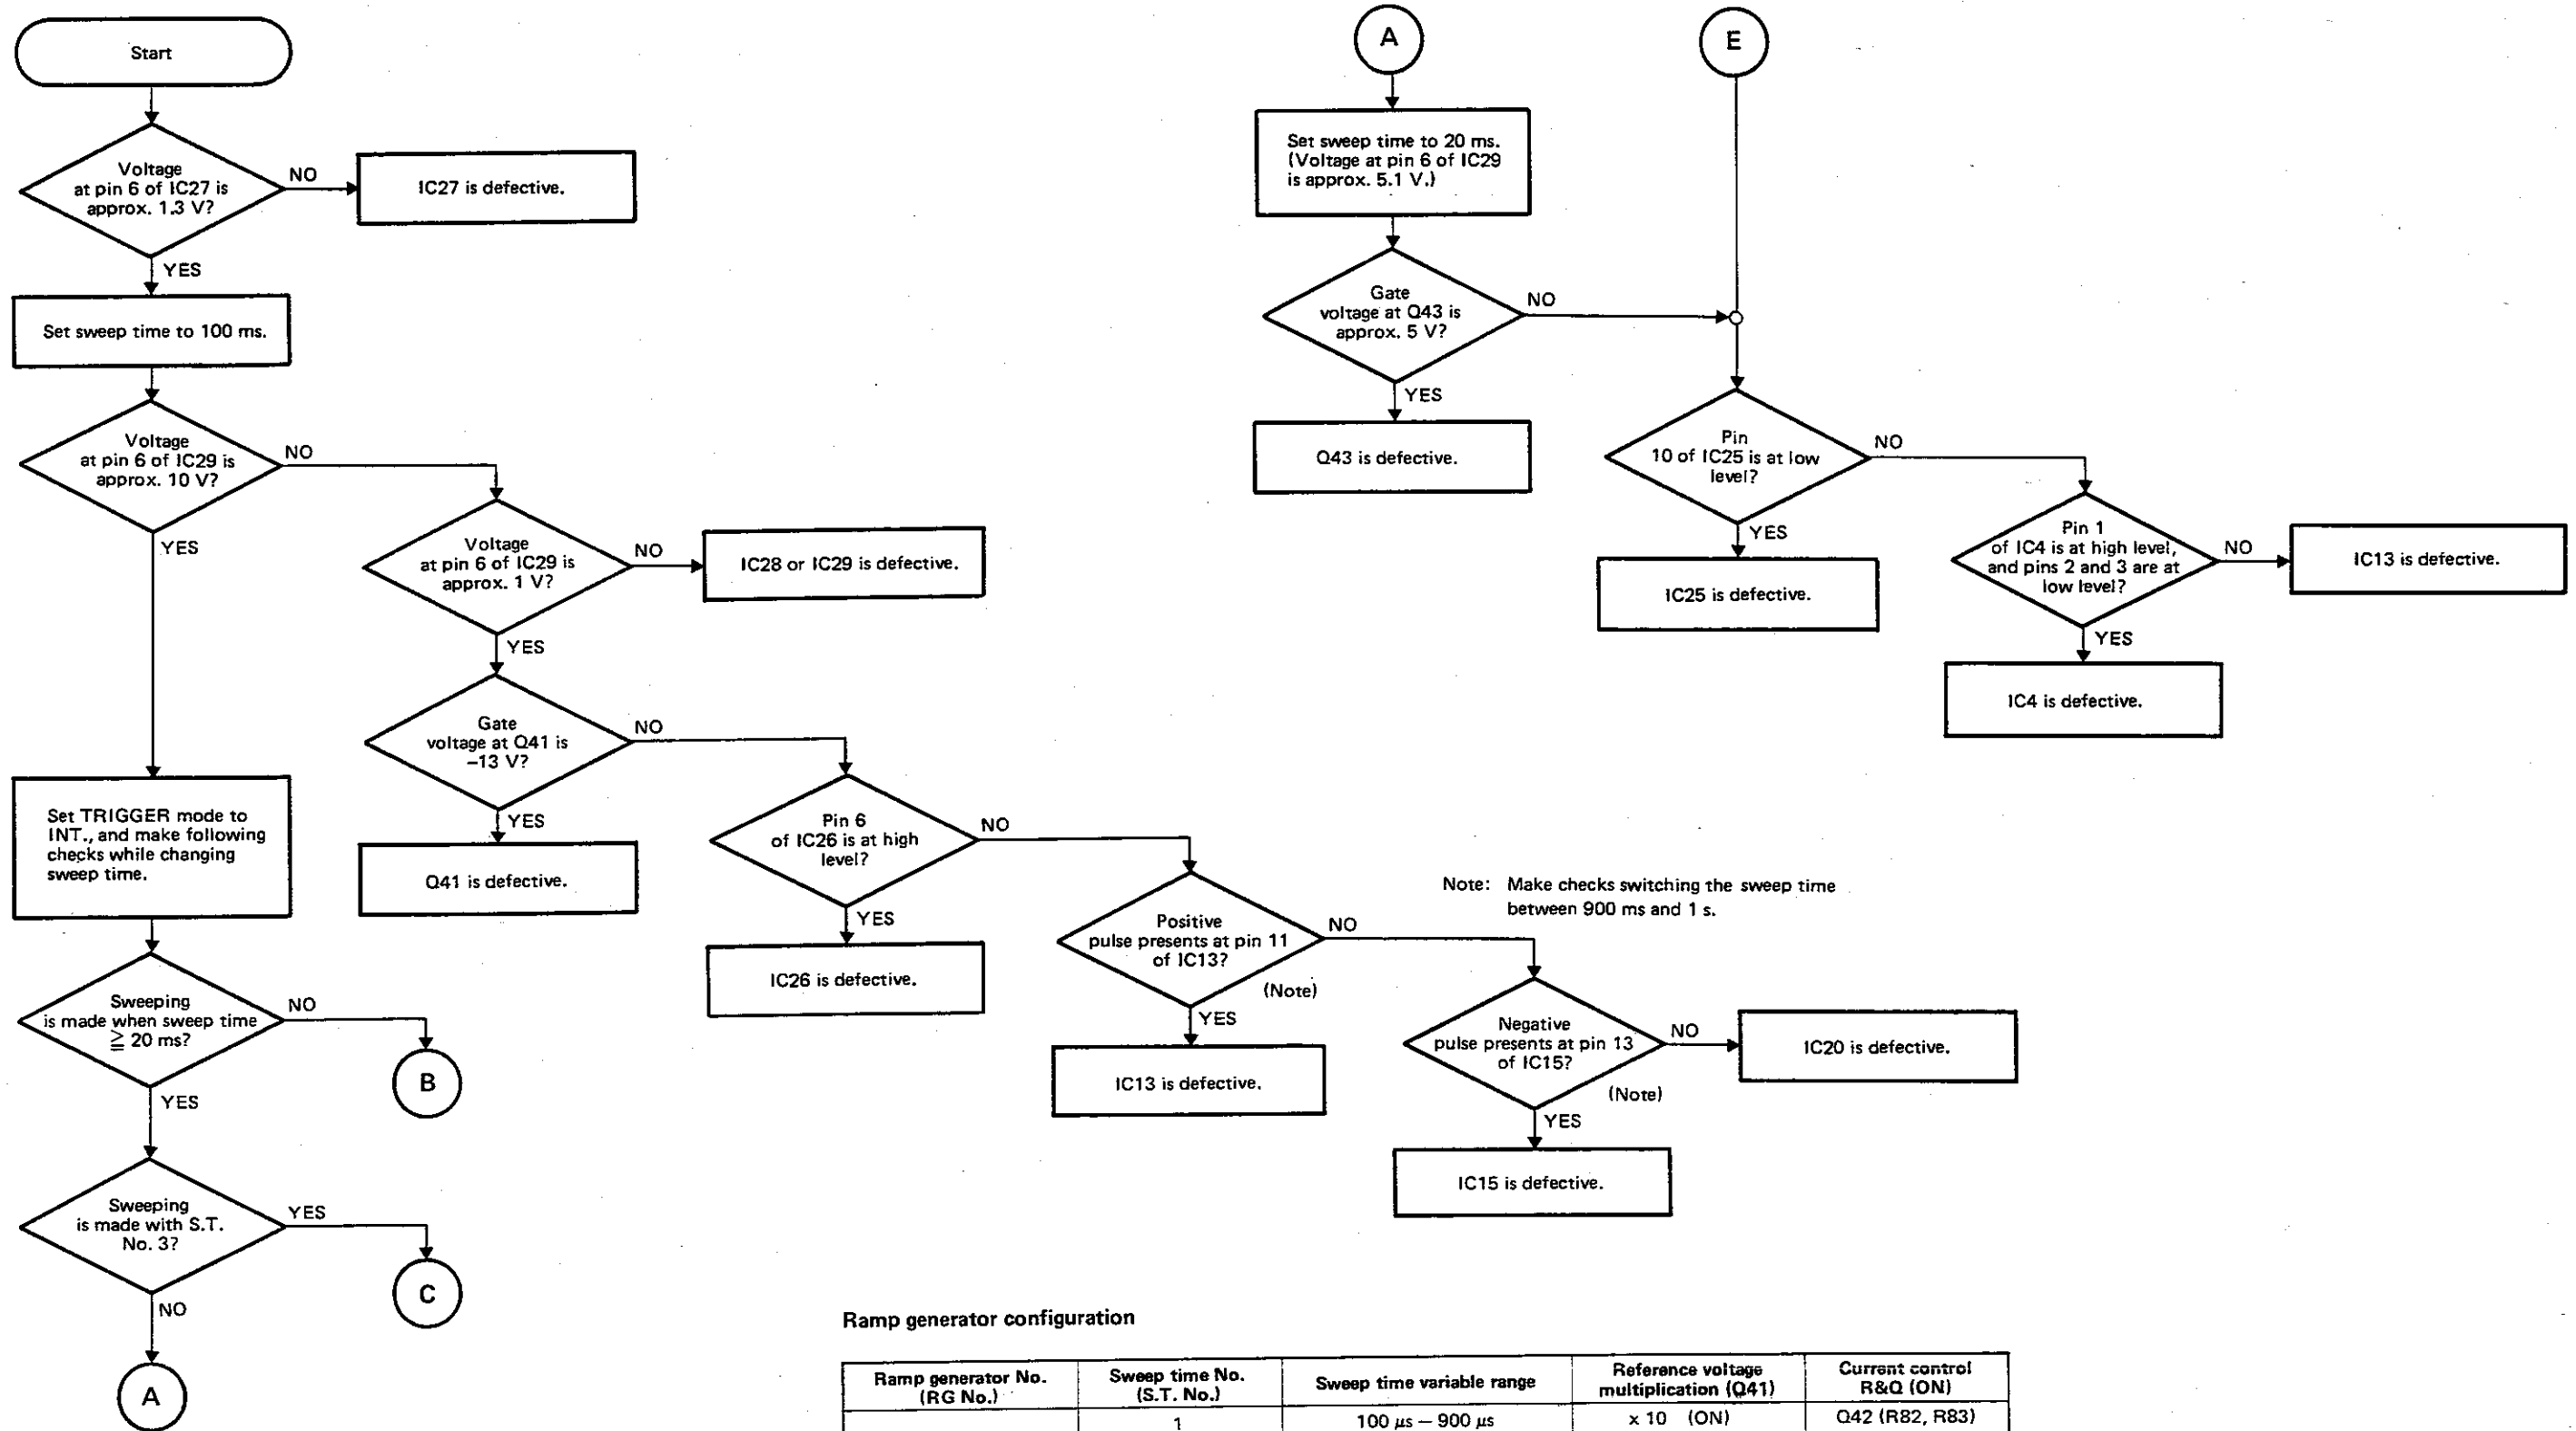 Start
Voltage
at pin 6 of IC27 is
approx. 1.3 V?
NO
IC27 is defective.
YES
Set sweep time to 100 ms.
Voltage
at pin 6 of IC29 is
approx. 10 V?
NO
YES
Voltage
at pin 6 of IC29 is
approx. 1 V?
NO
IC28 or IC29 is defective.
YES
Gate
voltage at Q41 is
–13 V?
NO
YES
Q41 is defective.
Pin 6
of IC26 is at high
level?
NO
YES
IC26 is defective.
Positive
pulse presents at pin 11
of IC13?
(Note)
NO
YES
IC13 is defective.
Note: Make checks switching the sweep time
between 900 ms and 1 s.
Negative
pulse presents at pin 13
of IC15?
(Note)
NO
IC20 is defective.
YES
IC15 is defective.
Set TRIGGER mode to
INT., and make following
checks while changing
sweep time.
Sweeping
is made when sweep time
≧ 20 ms?
NO
B
YES
Sweeping
is made with S.T.
No. 3?
YES
C
NO
A
A
Set sweep time to 20 ms.
(Voltage at pin 6 of IC29
is approx. 5.1 V.)
Gate
voltage at Q43 is
approx. 5 V?
NO
YES
Q43 is defective.
E
Pin
10 of IC25 is at low
level?
NO
YES
IC25 is defective.
Pin 1
of IC4 is at high level,
and pins 2 and 3 are at
low level?
NO
IC13 is defective.
YES
IC4 is defective.
Ramp generator configuration
Ramp generator No.
(RG No.)
Sweep time No.
(S.T. No.)
Sweep time variable range
Reference voltage
multiplication (Q41)
Current control
R&Q (ON)
1
100 μs — 900 μs
x 10 (ON)
Q42 (R82, R83)